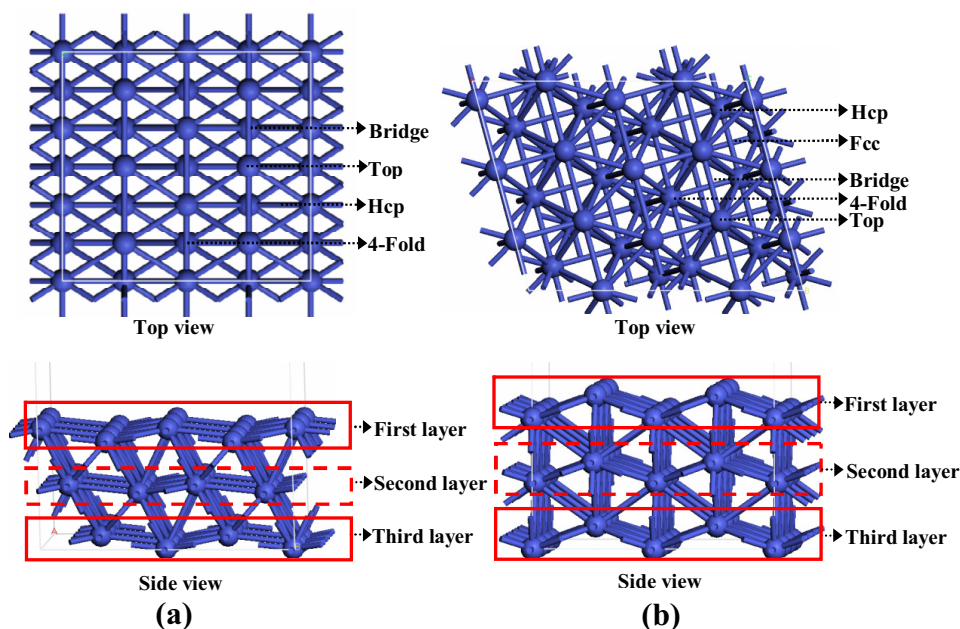 Bridge
Top
Hcp
4-Fold
Top view
Hcp
Fcc
Bridge
4-Fold
Top
Top view
First layer
Second layer
Third layer
Side view
(a)
First layer
Second layer
Third layer
Side view
(b)